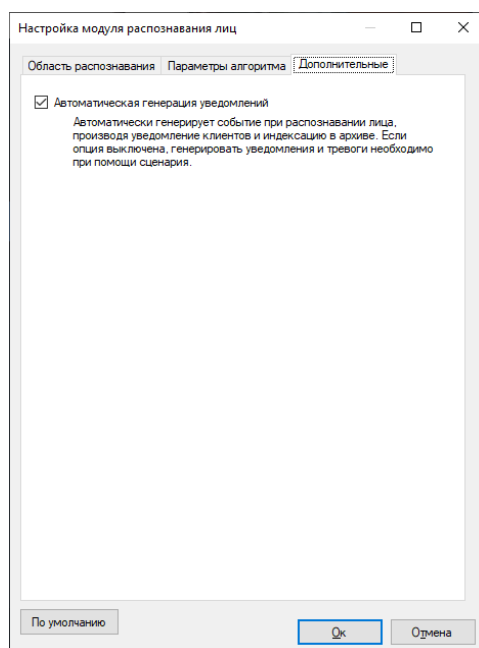 Настройка модуля распознавания лиц
Область распознавания Параметры алгоритма Дополнительные
Автоматическая генерация уведомлений
Автоматически генерирует событие при распознавании лица,
производя уведомление клиентов и индексацию в архиве. Если
опция выключена, генерировать уведомления и тревоги необходимо
при помощи сценария.
По умолчанию
Ок
Отмена